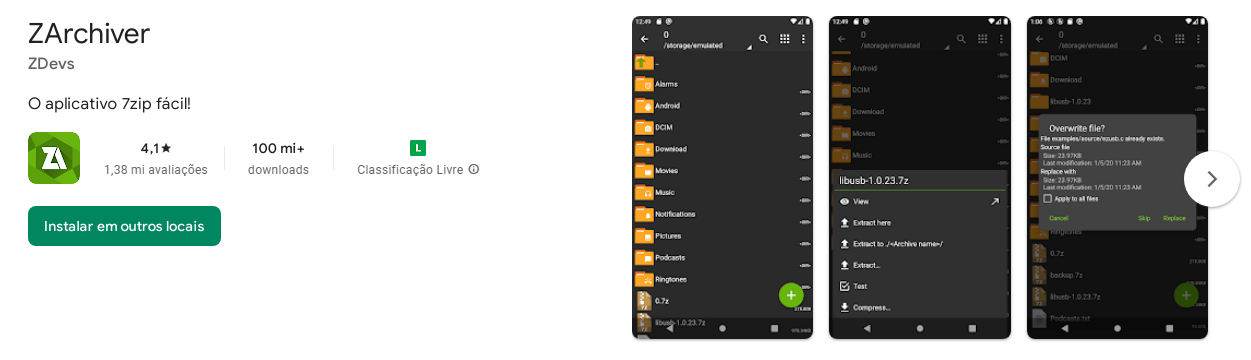 ZArchiver
ZDevs
O aplicativo 7zip fácil!
4,1★
1,38 mi avaliações
100 mi+
downloads
L
Classificação Livre
Instalar em outros locais
12:49
0
/storage/emulated
..
Alarms
Android
DCIM
Download
Movies
Music
Notifications
Pictures
Podcasts
Ringtones
0.7z
libusb-1.0.23.7z
12:49
0
/storage/emulated
Android
DCIM
Download
Movies
Music
libusb-1.0.23.7z
View
Extract here
Extract to ./<Archive name>/
Extract...
Test
Compress...
1:06
0
/storage/emulated
DCIM
Download
libusb-1.0.23
Overwrite file?
File examples/source/ezusb.c already exists.
Source file
Size: 23.97KB
Last modification: 1/5/20 11:23 AM
Replace with
Size: 23.97KB
Last modification: 1/5/20 11:23 AM
Apply to all files
Cancel Skip Replace
Ringtones
0.7z
backup.7z
libusb-1.0.23.7z
Podcasts.txt